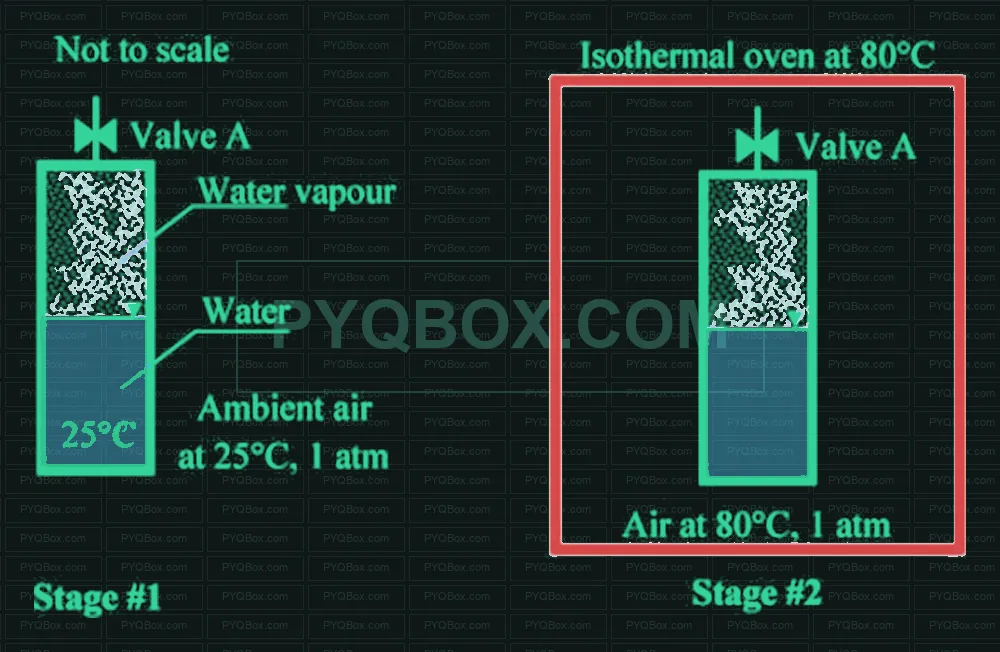 Not to scale
Valve A
Water vapour
Water
25°C
Ambient air
at 25°C, 1 atm
Stage #1
Isothermal oven at 80°C
Valve A
Air at 80°C, 1 atm
Stage #2
PYQBOX.COM